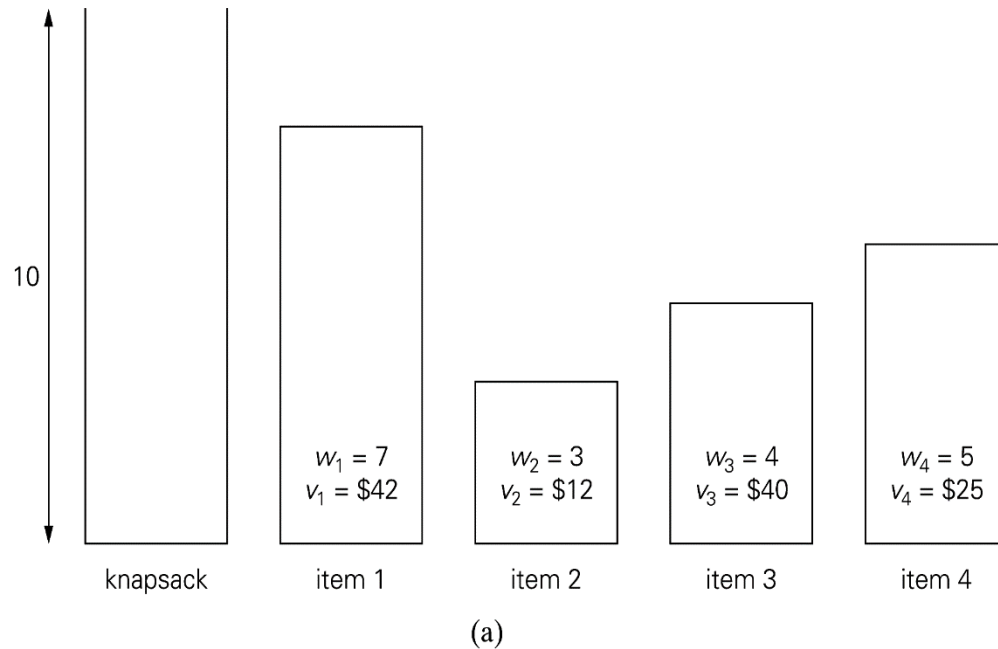 10
w₁ = 7
v₁ = $42
w₂ = 3
v₂ = $12
w₃ = 4
v₃ = $40
w₄ = 5
v₄ = $25
knapsack
item 1
item 2
item 3
item 4
(a)